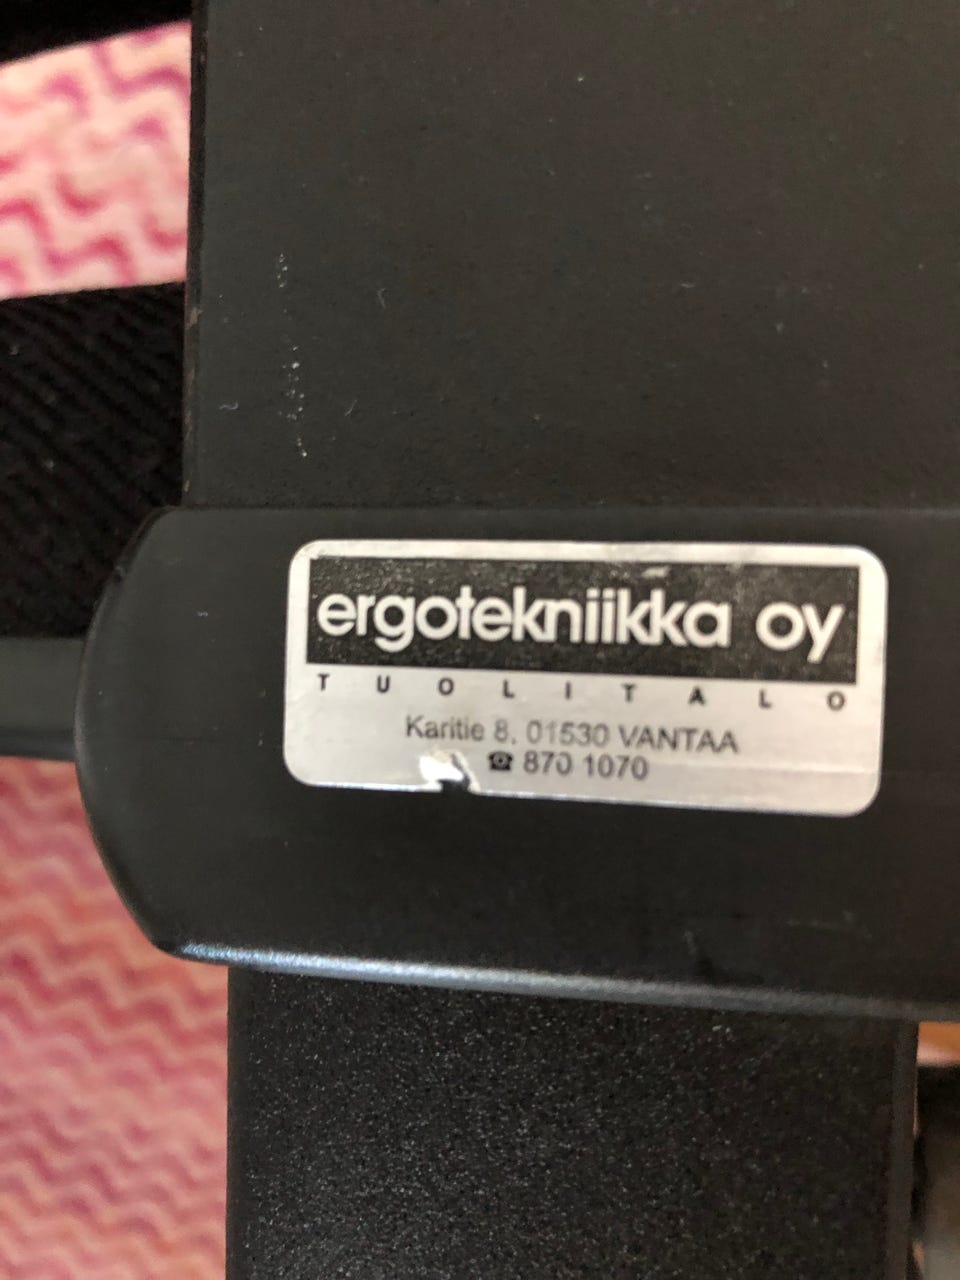 ergotekniikka oy
TUOLITALO
Karitie 8, 01530 VANTAA
☎ 870 1070